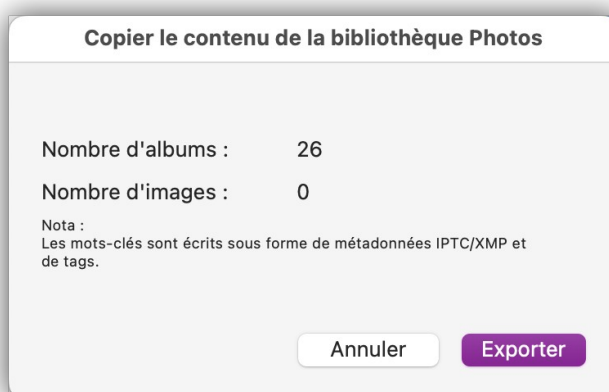 Copier le contenu de la bibliothèque Photos
Nombre d'albums : 26
Nombre d'images : 0
Nota :
Les mots-clés sont écrits sous forme de métadonnées IPTC/XMP et
de tags.
Annuler Exporter